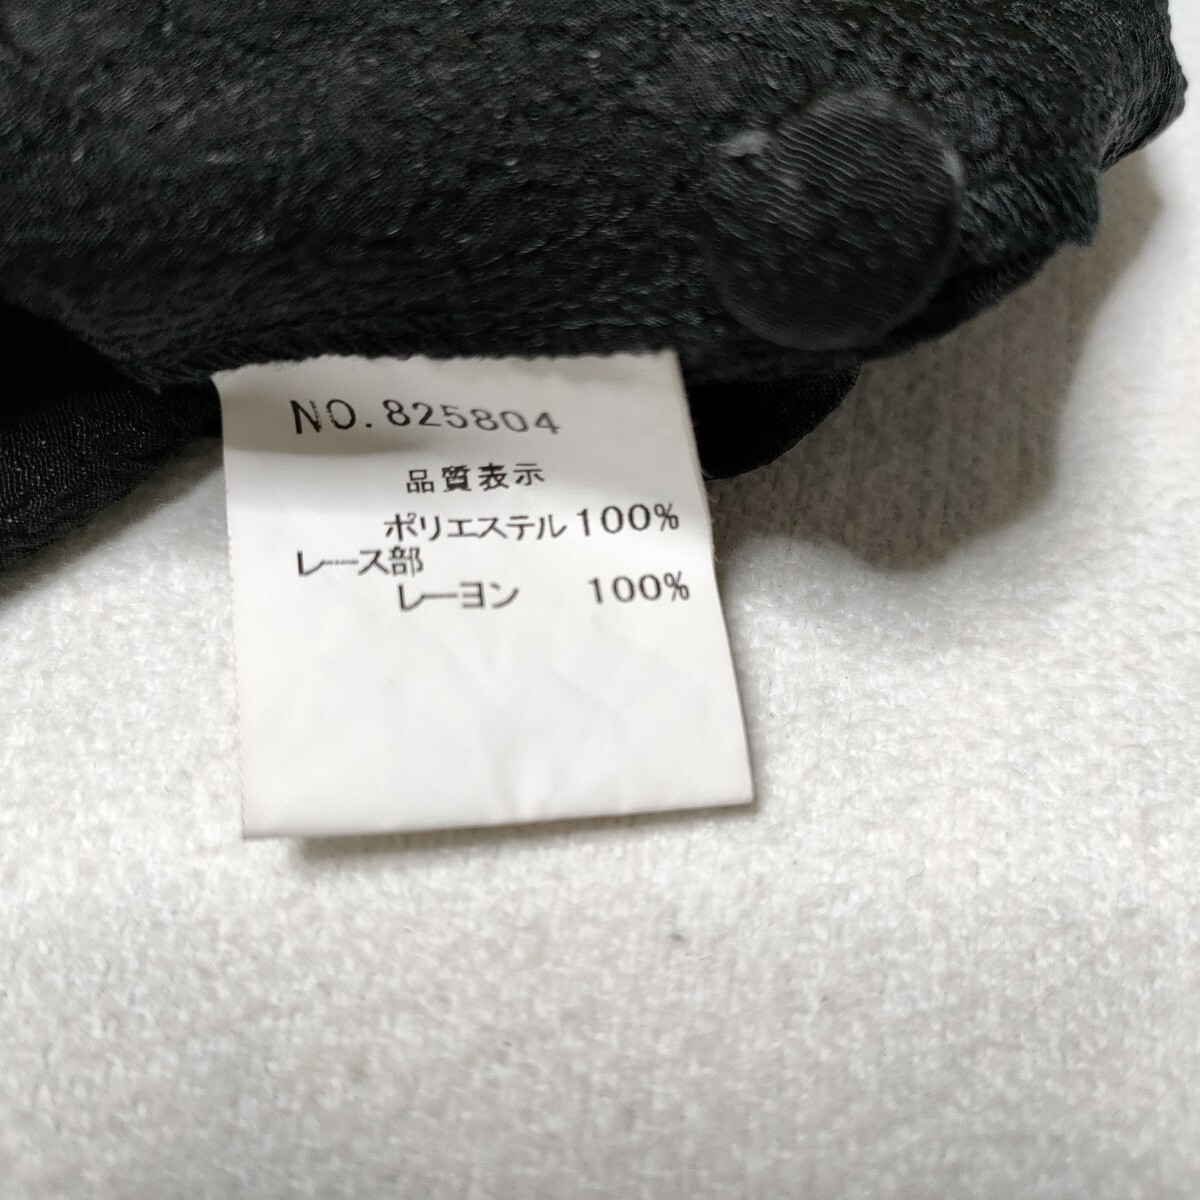 NO.825804
品質表示
ポリエステル100%
レース部
レーヨン 100%